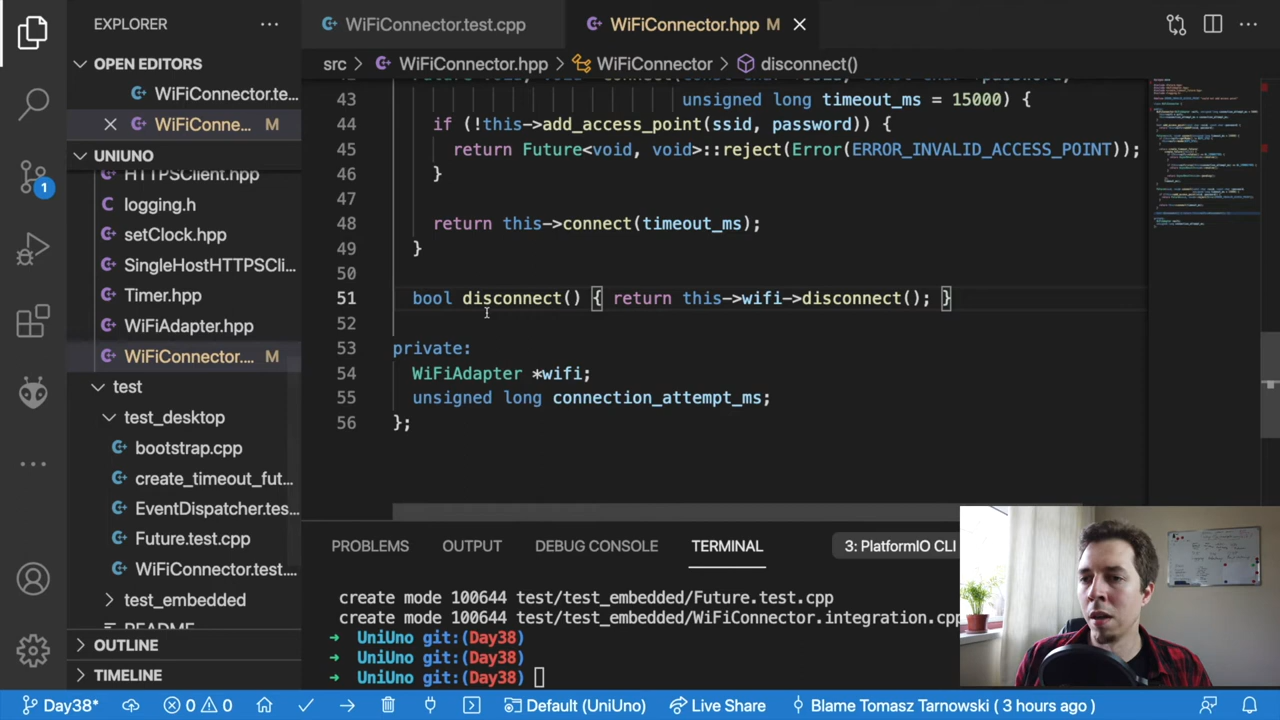 EXPLORER
WiFiConnector.test.cpp
WiFiConnector.hpp M
OPEN EDITORS
WiFiConnector.te...
WiFiConne... M
UNIUNO
HTTPSClient.hpp
logging.h
setClock.hpp
SingleHostHTTPSCli...
Timer.hpp
WiFiAdapter.hpp
WiFiConnector.... M
test
test_desktop
bootstrap.cpp
create_timeout_fut...
EventDispatcher.tes...
Future.test.cpp
WiFiConnector.test....
test_embedded
README
OUTLINE
TIMELINE
src > WiFiConnector.hpp > WiFiConnector > disconnect()
43 unsigned long timeout_ms = 15000) {
44 if (!this->add_access_point(ssid, password)) {
45 return Future<void, void>::reject(Error(ERROR_INVALID_ACCESS_POINT));
46 }
47
48 return this->connect(timeout_ms);
49 }
50
51 bool disconnect() { return this->wifi->disconnect(); }
52
53 private:
54 WiFiAdapter *wifi;
55 unsigned long connection_attempt_ms;
56 };
PROBLEMS OUTPUT DEBUG CONSOLE TERMINAL 3: PlatformIO CLI
create mode 100644 test/test_embedded/Future.test.cpp
create mode 100644 test/test_embedded/WiFiConnector.integration.cpp
➜ UniUno git:(Day38)
➜ UniUno git:(Day38)
➜ UniUno git:(Day38)
1
Day38* 0 0 Default (UniUno) Live Share Blame Tomasz Tarnowski ( 3 hours ago )